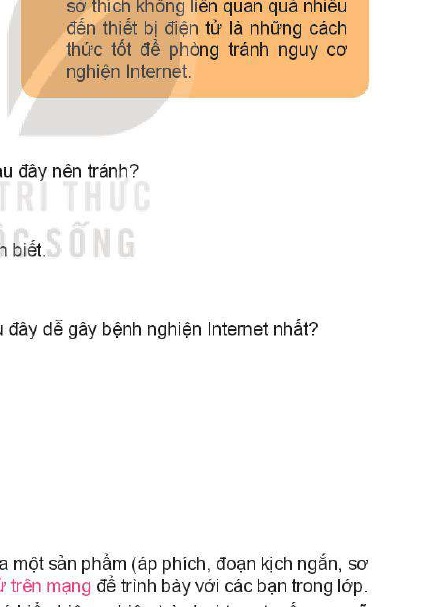 sở thích không liên quan quá nhiều
đến thiết bị điện tử là những cách
thức tốt để phòng tránh nguy cơ
nghiện Internet.
au đây nên tránh?
TRI THỨC
SỐNG
biết.
đây dễ gây bệnh nghiện Internet nhất?
một sản phẩm (áp phích, đoạn kịch ngắn, sơ
trên mạng để trình bày với các bạn trong lớp.